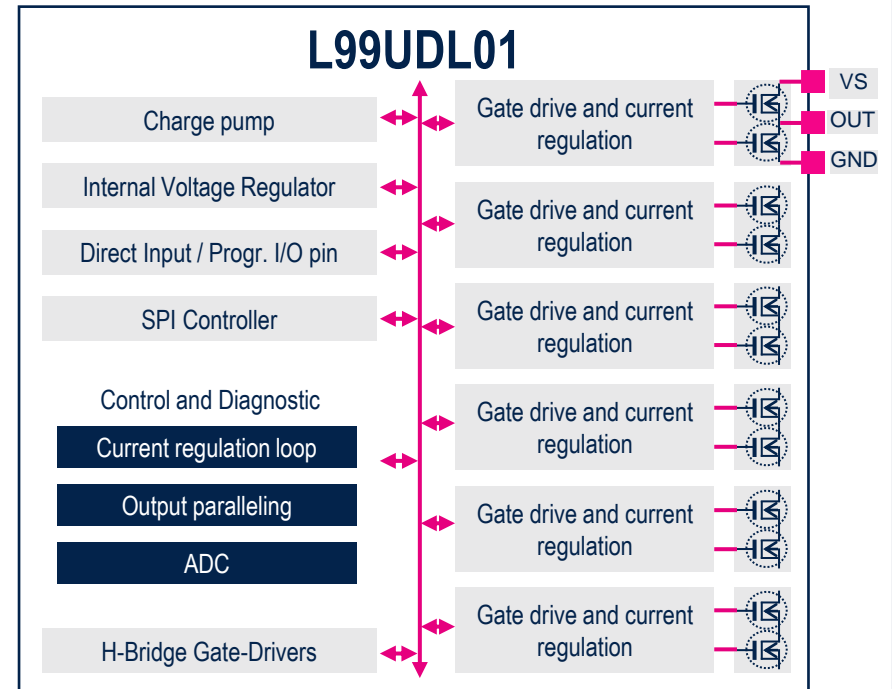 L99UDL01
Charge pump
Internal Voltage Regulator
Direct Input / Progr. I/O pin
SPI Controller
Control and Diagnostic
Current regulation loop
Output paralleling
ADC
H-Bridge Gate-Drivers
Gate drive and current
regulation
Gate drive and current
regulation
Gate drive and current
regulation
Gate drive and current
regulation
Gate drive and current
regulation
Gate drive and current
regulation
VS
OUT
GND